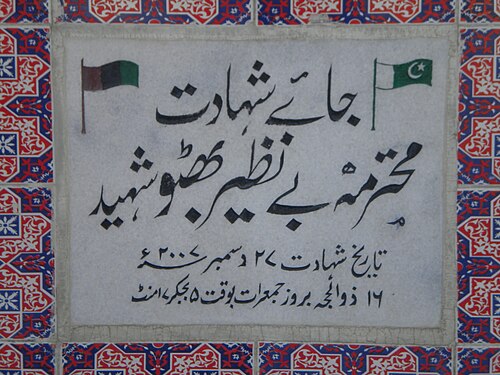 جائے شہادت
محترمہ بے نظیر بھٹو شہید
تاریخ شہادت ۲۷ دسمبر ۲۰۰۷ء
۱۶ ذوالحجہ بروز جمعرات بوقت ۵ بجکر ۱۷ منٹ